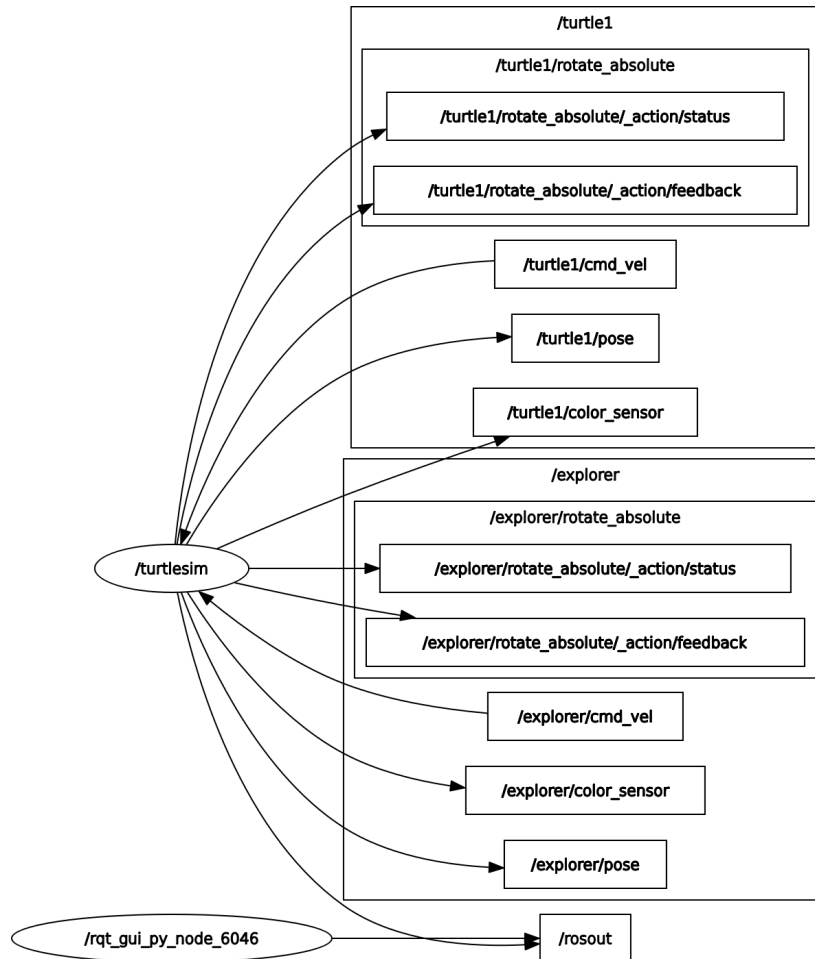 /turtle1
/turtle1/rotate_absolute
/turtle1/rotate_absolute/_action/status
/turtle1/rotate_absolute/_action/feedback
/turtle1/cmd_vel
/turtle1/pose
/turtle1/color_sensor
/explorer
/explorer/rotate_absolute
/turtlesim
/explorer/rotate_absolute/_action/status
/explorer/rotate_absolute/_action/feedback
/explorer/cmd_vel
/explorer/color_sensor
/explorer/pose
/rqt_gui_py_node_6046
/rosout